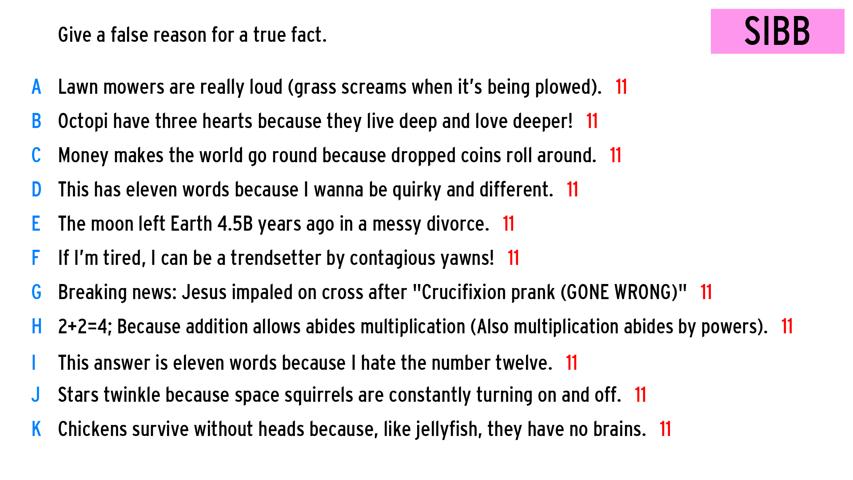 Give a false reason for a true fact.
SIBB
A Lawn mowers are really loud (grass screams when it's being plowed). 11
B Octopi have three hearts because they live deep and love deeper! 11
C Money makes the world go round because dropped coins roll around. 11
D This has eleven words because I wanna be quirky and different. 11
E The moon left Earth 4.5B years ago in a messy divorce. 11
F If I'm tired, I can be a trendsetter by contagious yawns! 11
G Breaking news: Jesus impaled on cross after "Crucifixion prank (GONE WRONG)" 11
H 2+2=4; Because addition allows abides multiplication (Also multiplication abides by powers). 11
I This answer is eleven words because I hate the number twelve. 11
J Stars twinkle because space squirrels are constantly turning on and off. 11
K Chickens survive without heads because, like jellyfish, they have no brains. 11